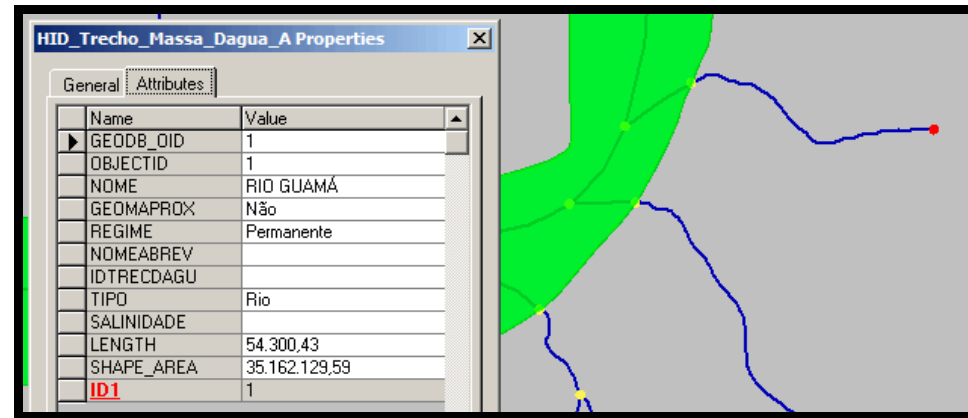 HID_Trecho_Massa_Dagua_A Properties
General Attributes
Name Value
GEODB_OID 1
OBJECTID 1
NOME RIO GUAMÁ
GEOMAPROX Não
REGIME Permanente
NOMEABREV
IDTRECDAGU
TIPO Rio
SALINIDADE
LENGTH 54.300,43
SHAPE_AREA 35.162.129,59
ID1 1